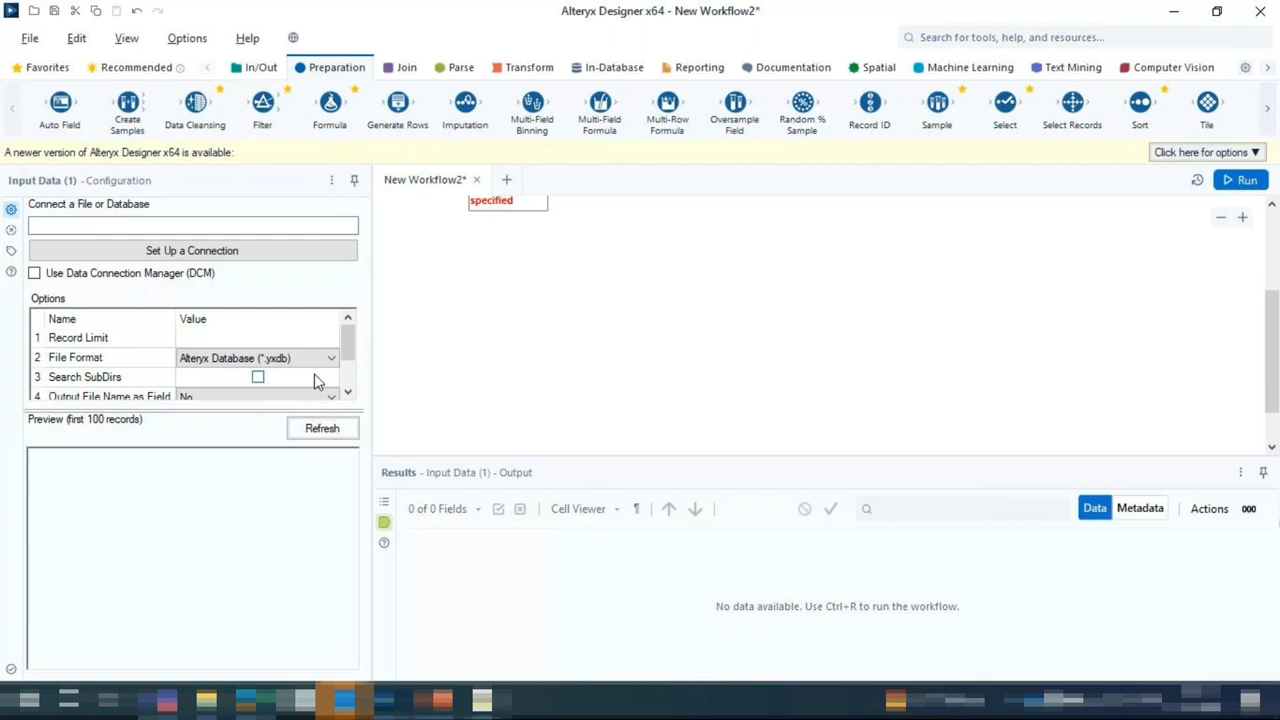 Alteryx Designer x64 - New Workflow2*
File Edit View Options Help
Search for tools, help, and resources...
Favorites Recommended In/Out Preparation Join Parse Transform In-Database Reporting Documentation Spatial Machine Learning Text Mining Computer Vision
Auto Field
Create Samples
Data Cleansing
Filter
Formula
Generate Rows
Imputation
Multi-Field Binning
Multi-Field Formula
Multi-Row Formula
Oversample Field
Random % Sample
Record ID
Sample
Select
Select Records
Sort
Tile
A newer version of Alteryx Designer x64 is available:
Click here for options ▼
Input Data (1) - Configuration
New Workflow2*
Run
Connect a File or Database
specified
Set Up a Connection
Use Data Connection Manager (DCM)
Options
Name Value
1 Record Limit
2 File Format Alteryx Database (*.yxdb)
3 Search SubDirs
4 Output File Name as Field No
Preview (first 100 records)
Refresh
Results - Input Data (1) - Output
0 of 0 Fields Cell Viewer ¶ Data Metadata Actions 000
No data available. Use Ctrl+R to run the workflow.